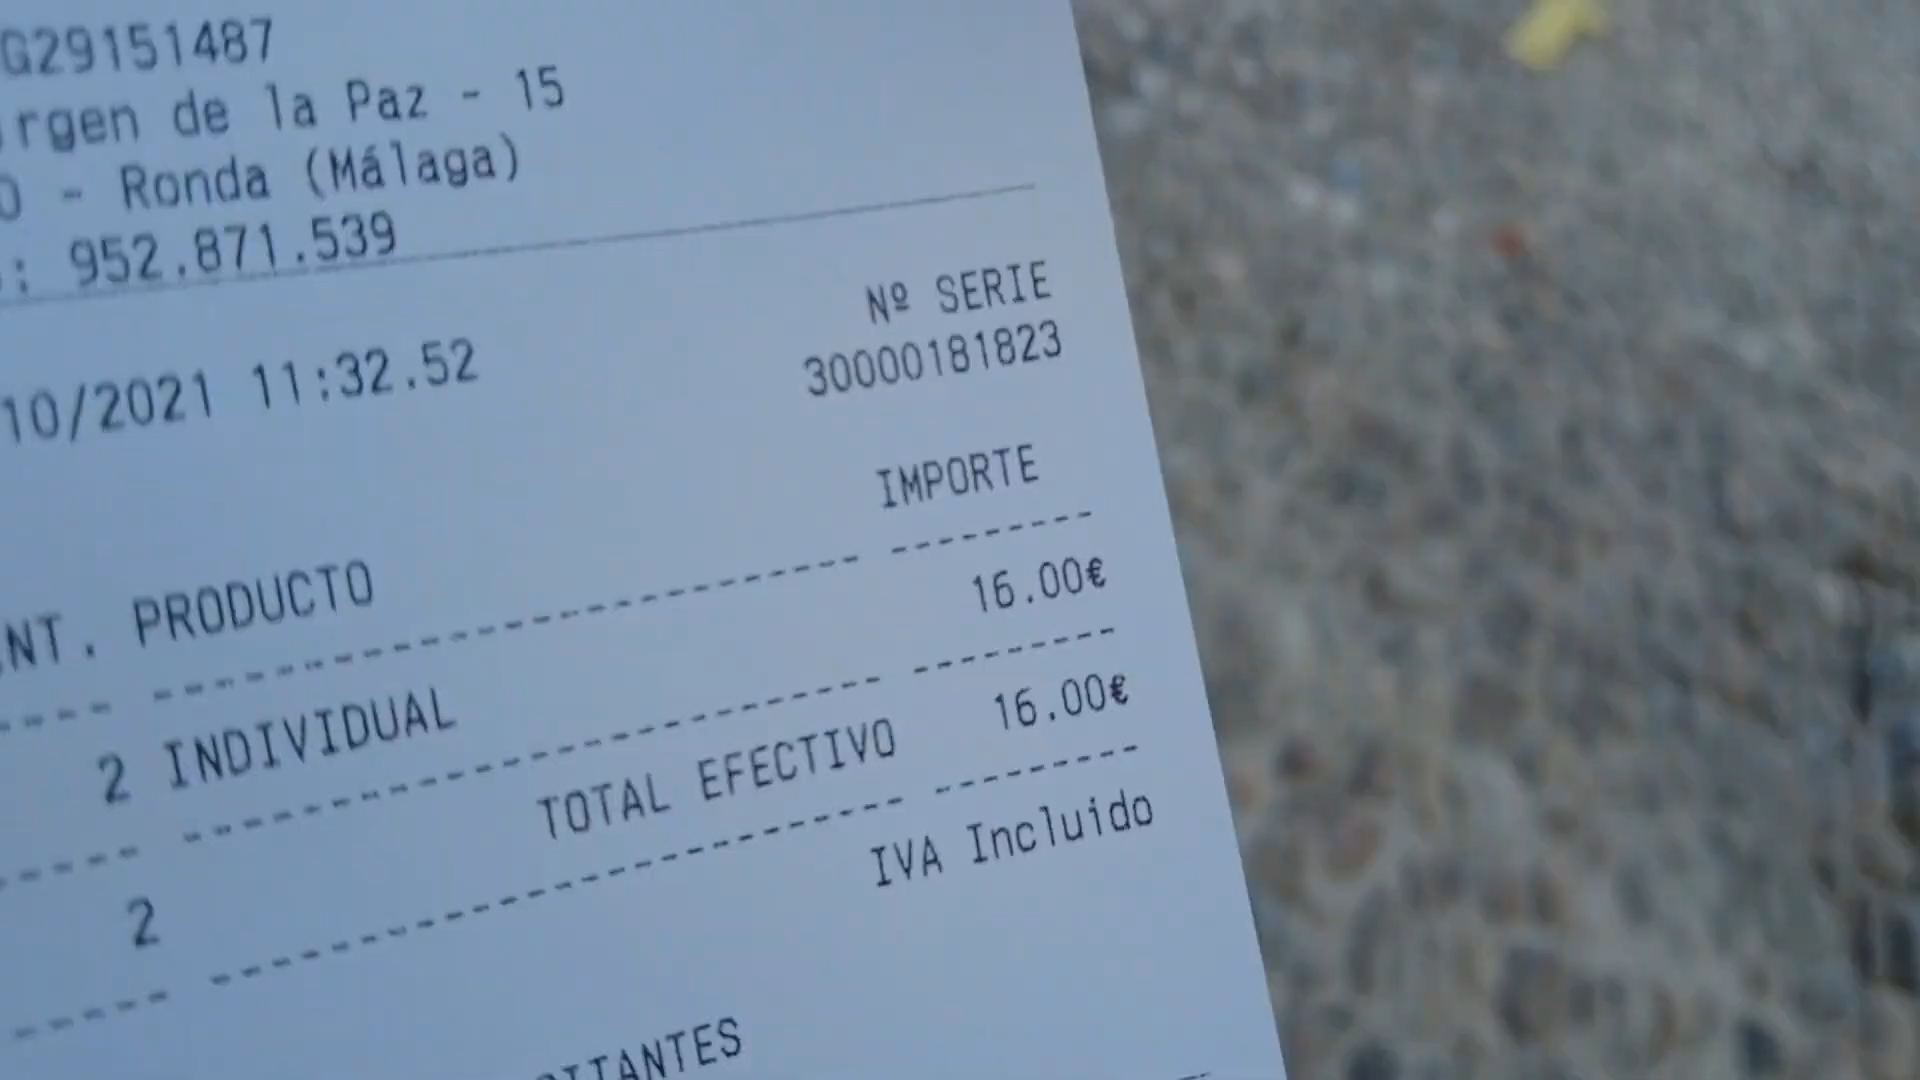 G29151487
rgen de la Paz - 15
0 - Ronda (Málaga)
.: 952.871.539
Nº SERIE
10/2021 11:32.52 30000181823
NT. PRODUCTO IMPORTE
2 INDIVIDUAL 16.00€
TOTAL EFECTIVO 16.00€
2 IVA Incluido
ITANTES